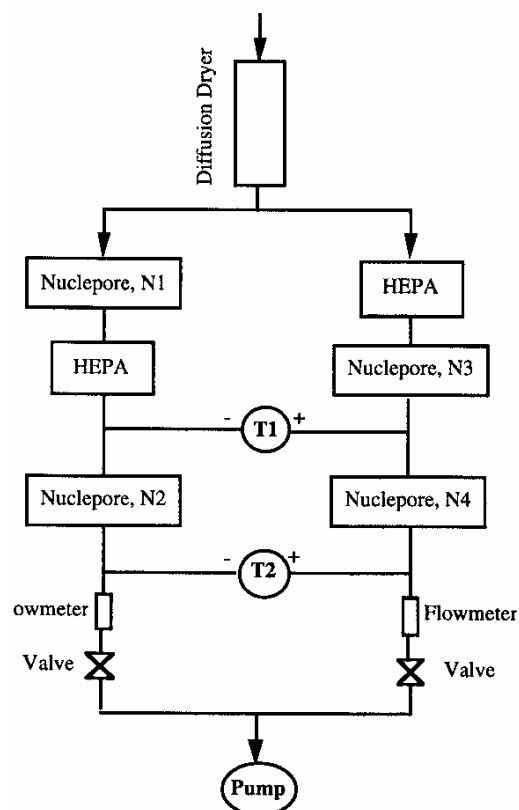 Diffusion Dryer
Nuclepore, N1
HEPA
HEPA
Nuclepore, N3
- T1 +
Nuclepore, N2
Nuclepore, N4
- T2 +
owmeter
Flowmeter
Valve
Valve
Pump